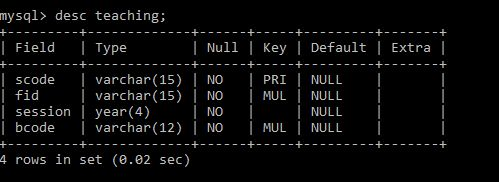 mysql> desc teaching;
+---------+-------------+------+-----+---------+-------+
| Field   | Type        | Null | Key | Default | Extra |
+---------+-------------+------+-----+---------+-------+
| scode   | varchar(15) | NO   | PRI | NULL    |       |
| fid     | varchar(15) | NO   | MUL | NULL    |       |
| session | year(4)     | NO   |     | NULL    |       |
| bcode   | varchar(12) | NO   | MUL | NULL    |       |
+---------+-------------+------+-----+---------+-------+
4 rows in set (0.02 sec)